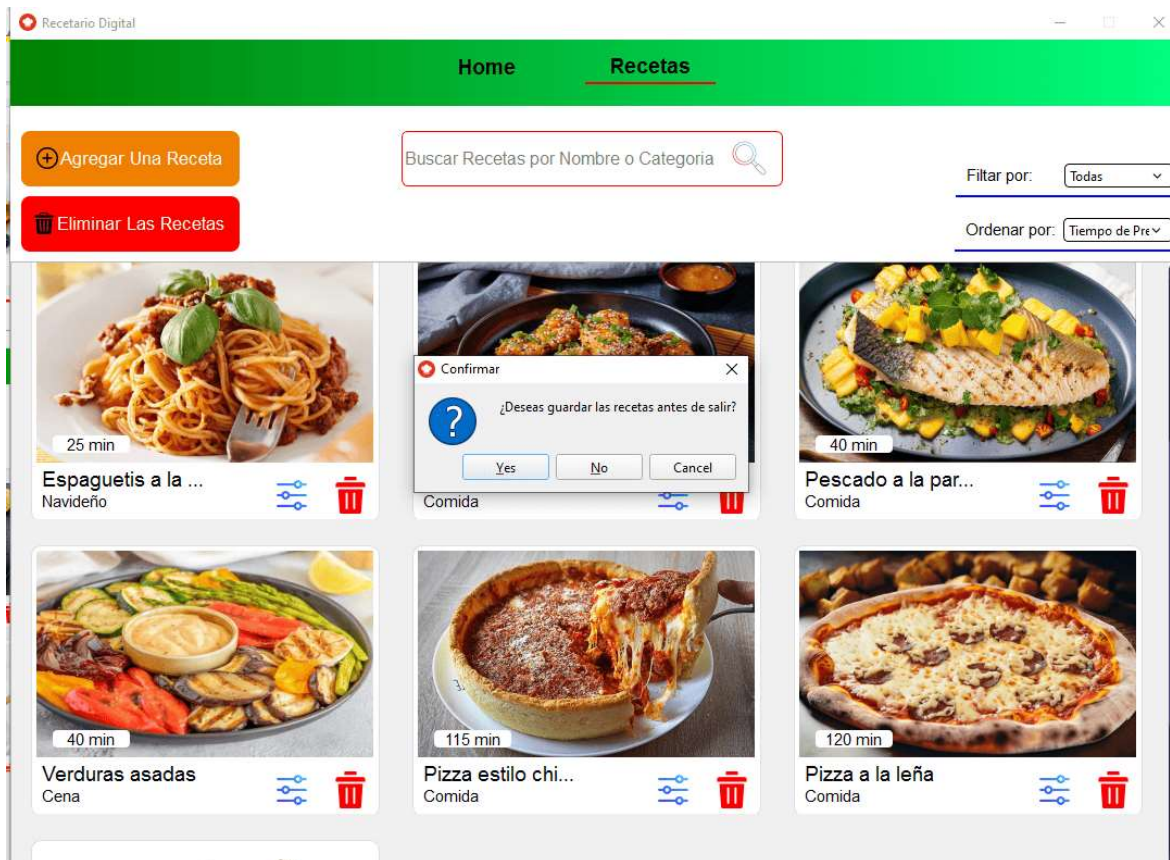 Recetario Digital
Home
Recetas
Agregar Una Receta
Buscar Recetas por Nombre o Categoria
Filtar por:
Todas
Eliminar Las Recetas
Ordenar por:
Tiempo de Pre
Confirmar
¿Deseas guardar las recetas antes de salir?
Yes
No
Cancel
25 min
Espaguetis a la ...
Navideño
Comida
40 min
Pescado a la par...
Comida
40 min
Verduras asadas
Cena
115 min
Pizza estilo chi...
Comida
120 min
Pizza a la leña
Comida